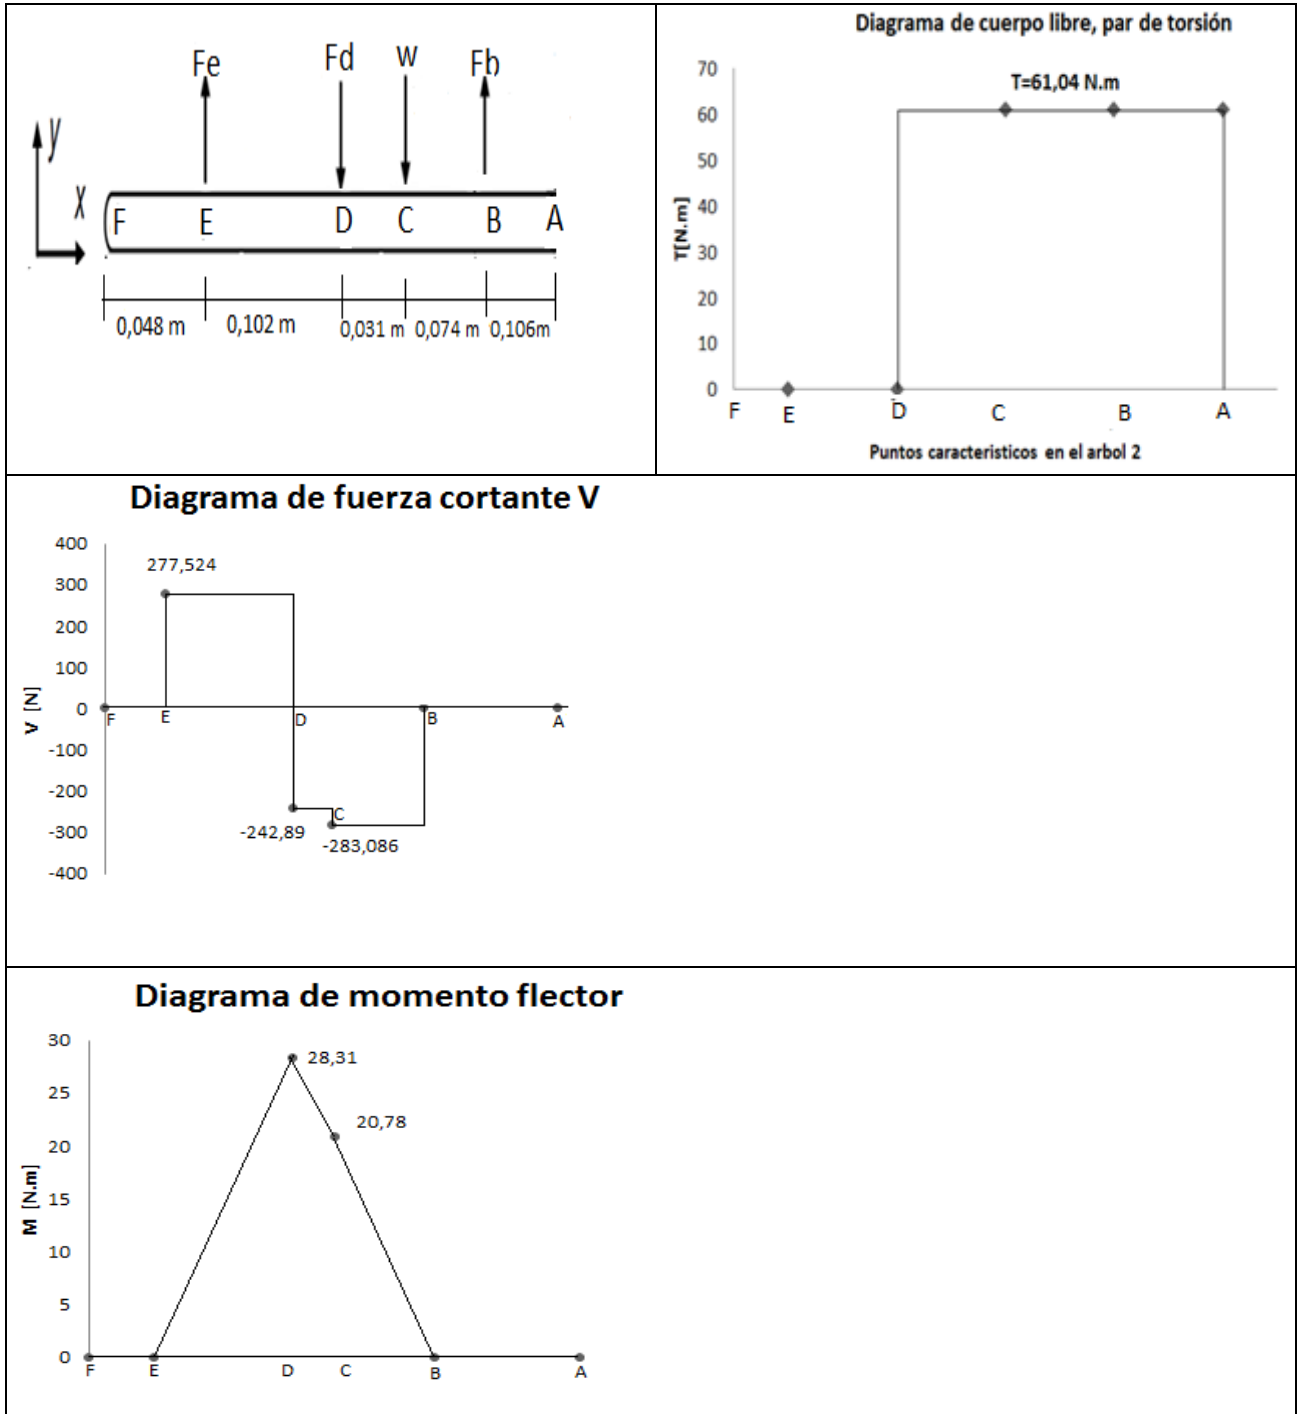 Fe
Fd
w
Fb
y
X
F
E
D
C
B
A
0,048 m
0,102 m
0,031 m
0,074 m
0,106m
Diagrama de cuerpo libre, par de torsión
T=61,04 N.m
T[N.m]
70
60
50
40
30
20
10
0
F
E
D
C
B
A
Puntos caracteristicos en el arbol 2
Diagrama de fuerza cortante V
V [N]
400
300
200
100
0
-100
-200
-300
-400
277,524
F
E
D
B
A
C
-242,89
-283,086
Diagrama de momento flector
M [N.m]
30
25
20
15
10
5
0
28,31
20,78
F
E
D
C
B
A